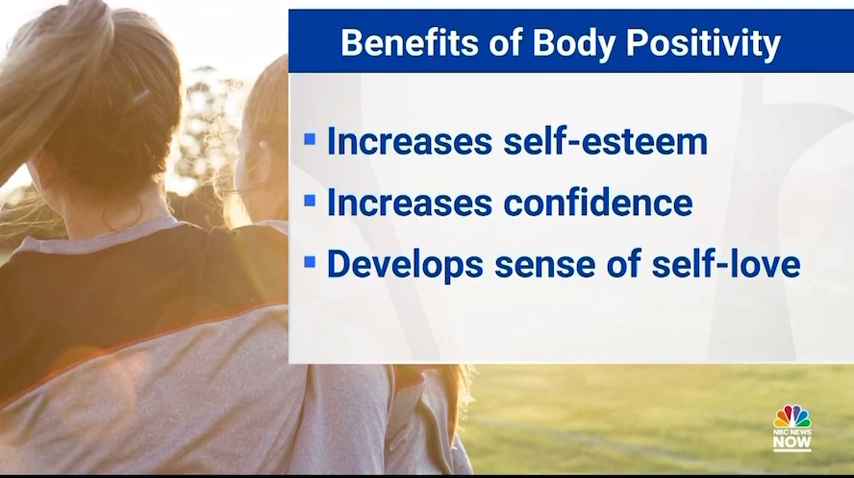 Benefits of Body Positivity
Increases self-esteem
Increases confidence
Develops sense of self-love
NBC NEWS
NOW